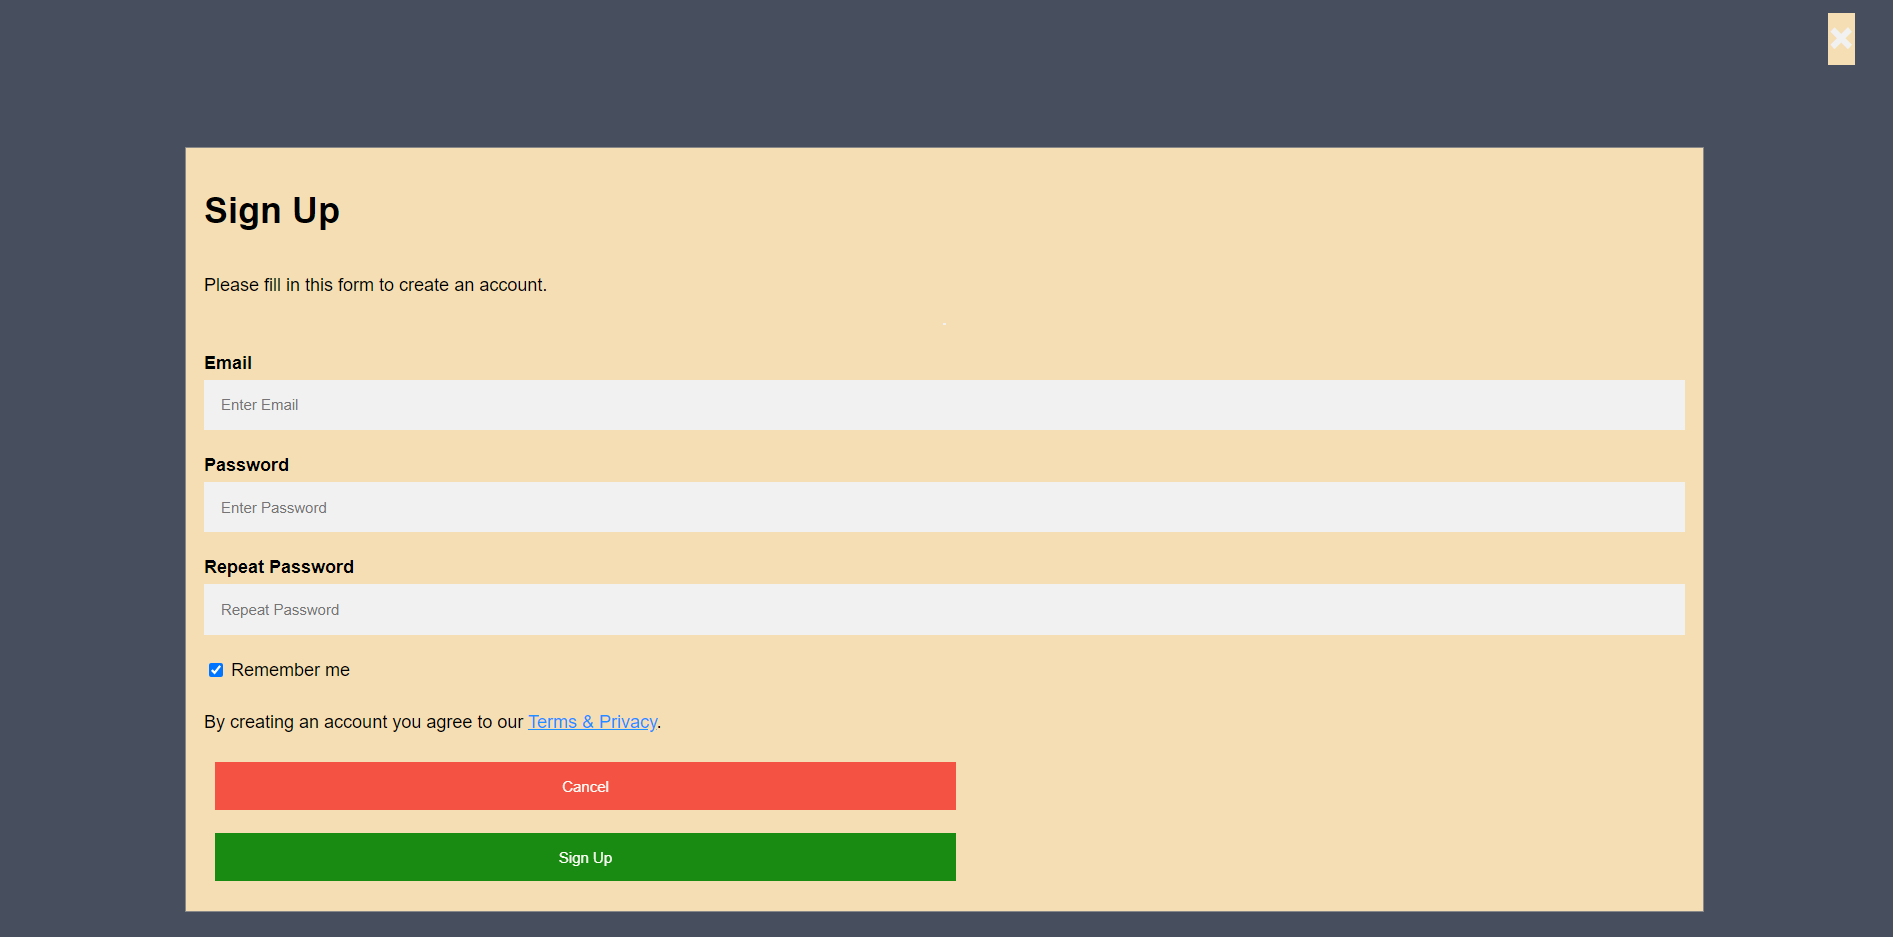 ×
Sign Up
Please fill in this form to create an account.
Email
Enter Email
Password
Enter Password
Repeat Password
Repeat Password
Remember me
By creating an account you agree to our Terms & Privacy.
Cancel
Sign Up